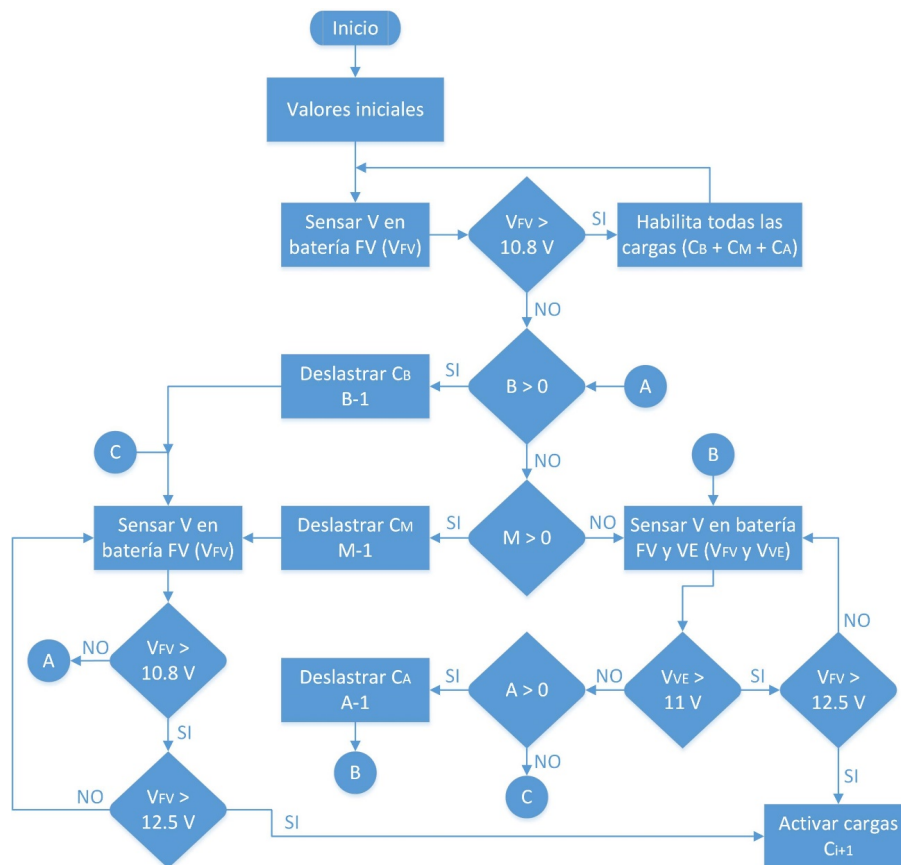 Inicio
Valores iniciales
Sensar V en
batería FV (VFV)
VFV >
10.8 V
SI
Habilita todas las
cargas (CB + CM + CA)
NO
Deslastrar CB
B-1
SI
B > 0
A
C
NO
B
Sensar V en
batería FV (VFV)
Deslastrar CM
M-1
SI
M > 0
NO
Sensar V en batería
FV y VE (VFV y VVE)
A
NO
VFV >
10.8 V
SI
Deslastrar CA
A-1
SI
A > 0
NO
VVE >
11 V
SI
VFV >
12.5 V
NO
B
NO
C
SI
NO
VFV >
12.5 V
SI
Activar cargas
Ci+1